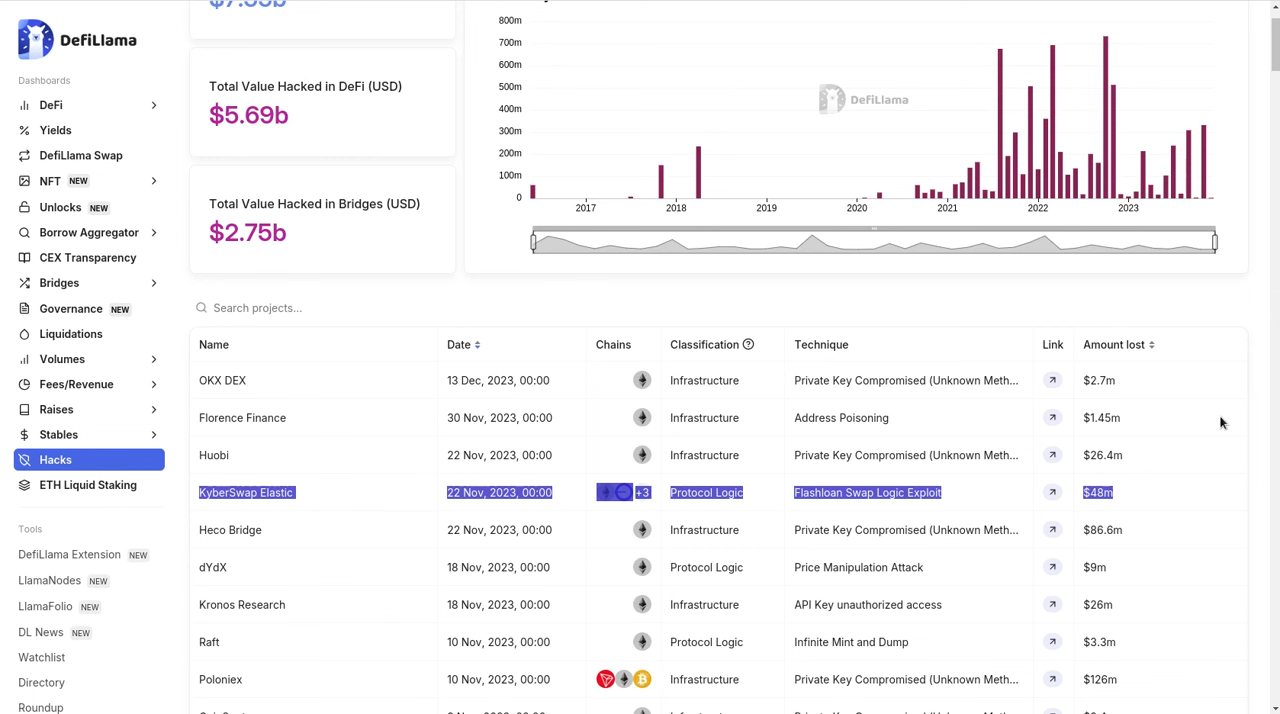 DefiLlama
Dashboards
DeFi
Yields
DefiLlama Swap
NFT NEW
Unlocks NEW
Borrow Aggregator
CEX Transparency
Bridges
Governance NEW
Liquidations
Volumes
Fees/Revenue
Raises
Stables
Hacks
ETH Liquid Staking
Tools
DefiLlama Extension NEW
LlamaNodes NEW
LlamaFolio NEW
DL News NEW
Watchlist
Directory
Roundup
Total Value Hacked in DeFi (USD)
$5.69b
Total Value Hacked in Bridges (USD)
$2.75b
800m
700m
600m
500m
400m
300m
200m
100m
0
2017 2018 2019 2020 2021 2022 2023
DefiLlama
Search projects...
Name Date Chains Classification Technique Link Amount lost
OKX DEX 13 Dec, 2023, 00:00 Infrastructure Private Key Compromised (Unknown Meth... $2.7m
Florence Finance 30 Nov, 2023, 00:00 Infrastructure Address Poisoning $1.45m
Huobi 22 Nov, 2023, 00:00 Infrastructure Private Key Compromised (Unknown Meth... $26.4m
KyberSwap Elastic 22 Nov, 2023, 00:00 +3 Protocol Logic Flashloan Swap Logic Exploit $48m
Heco Bridge 22 Nov, 2023, 00:00 Infrastructure Private Key Compromised (Unknown Meth... $86.6m
dYdX 18 Nov, 2023, 00:00 Protocol Logic Price Manipulation Attack $9m
Kronos Research 18 Nov, 2023, 00:00 Infrastructure API Key unauthorized access $26m
Raft 10 Nov, 2023, 00:00 Protocol Logic Infinite Mint and Dump $3.3m
Poloniex 10 Nov, 2023, 00:00 Infrastructure Private Key Compromised (Unknown Meth... $126m